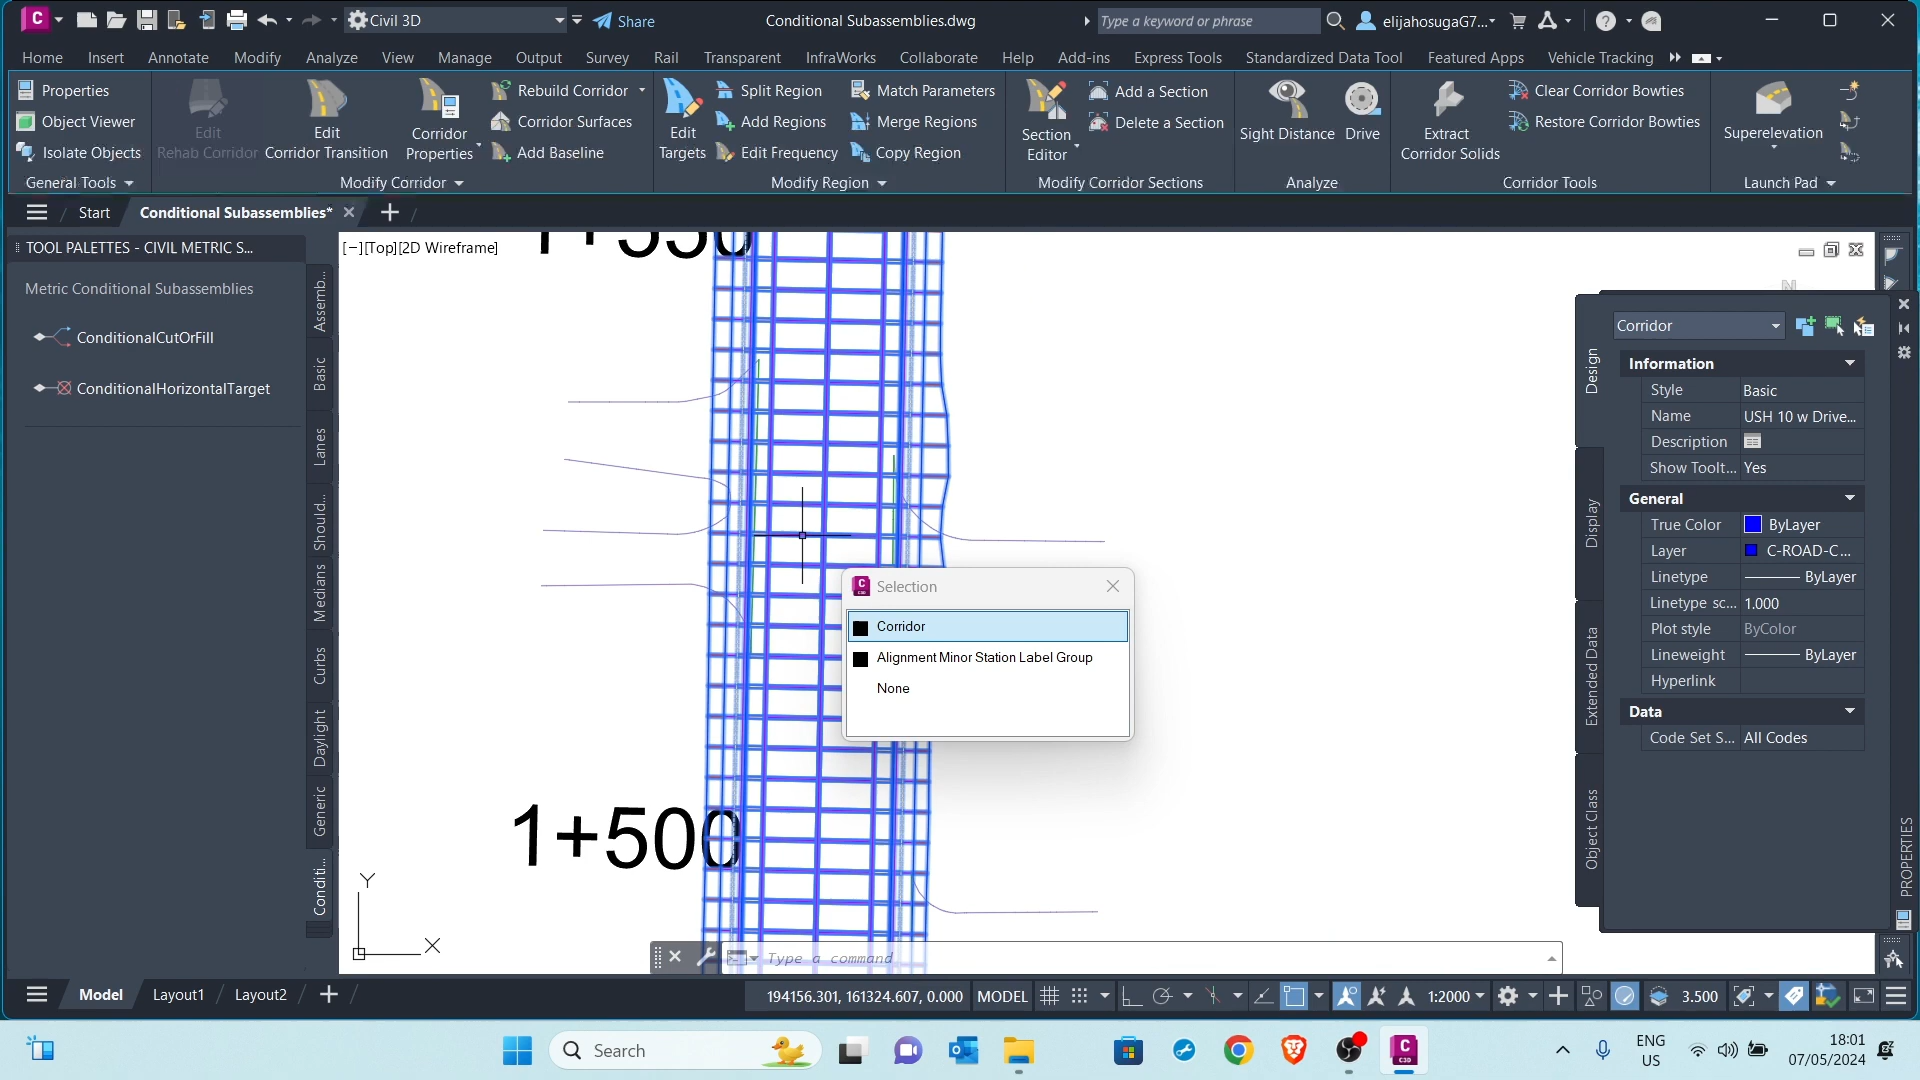 Civil 3D
Share
Conditional Subassemblies.dwg
Type a keyword or phrase
elijahosugaG7...
Home
Insert
Annotate
Modify
Analyze
View
Manage
Output
Survey
Rail
Transparent
InfraWorks
Collaborate
Help
Add-ins
Express Tools
Standardized Data Tool
Featured Apps
Vehicle Tracking
Properties
Object Viewer
Isolate Objects
General Tools
Edit
Rehab Corridor
Edit
Corridor Transition
Corridor
Properties
Rebuild Corridor
Corridor Surfaces
Add Baseline
Modify Corridor
Edit
Targets
Split Region
Add Regions
Edit Frequency
Match Parameters
Merge Regions
Copy Region
Modify Region
Section
Editor
Add a Section
Delete a Section
Modify Corridor Sections
Sight Distance
Drive
Analyze
Extract
Corridor Solids
Clear Corridor Bowties
Restore Corridor Bowties
Corridor Tools
Superelevation
Launch Pad
Start
Conditional Subassemblies*
TOOL PALETTES - CIVIL METRIC S...
Metric Conditional Subassemblies
ConditionalCutOrFill
ConditionalHorizontalTarget
Assemb...
Basic
Lanes
Should...
Medians
Curbs
Daylight
Generic
Conditi...
[−][Top][2D Wireframe]
1+550
1+500
Y
X
N
Selection
Corridor
Alignment Minor Station Label Group
None
Type a command
Corridor
Design
Display
Extended Data
Object Class
PROPERTIES
Information
Style Basic
Name USH 10 w Drive...
Description
Show Toolt... Yes
General
True Color ByLayer
Layer C-ROAD-C...
Linetype ByLayer
Linetype sc... 1.000
Plot style ByColor
Lineweight ByLayer
Hyperlink
Data
Code Set S... All Codes
Model
Layout1
Layout2
194156.301, 161324.607, 0.000
MODEL
1:2000
3.500
Search
ENG
US
18:01
07/05/2024